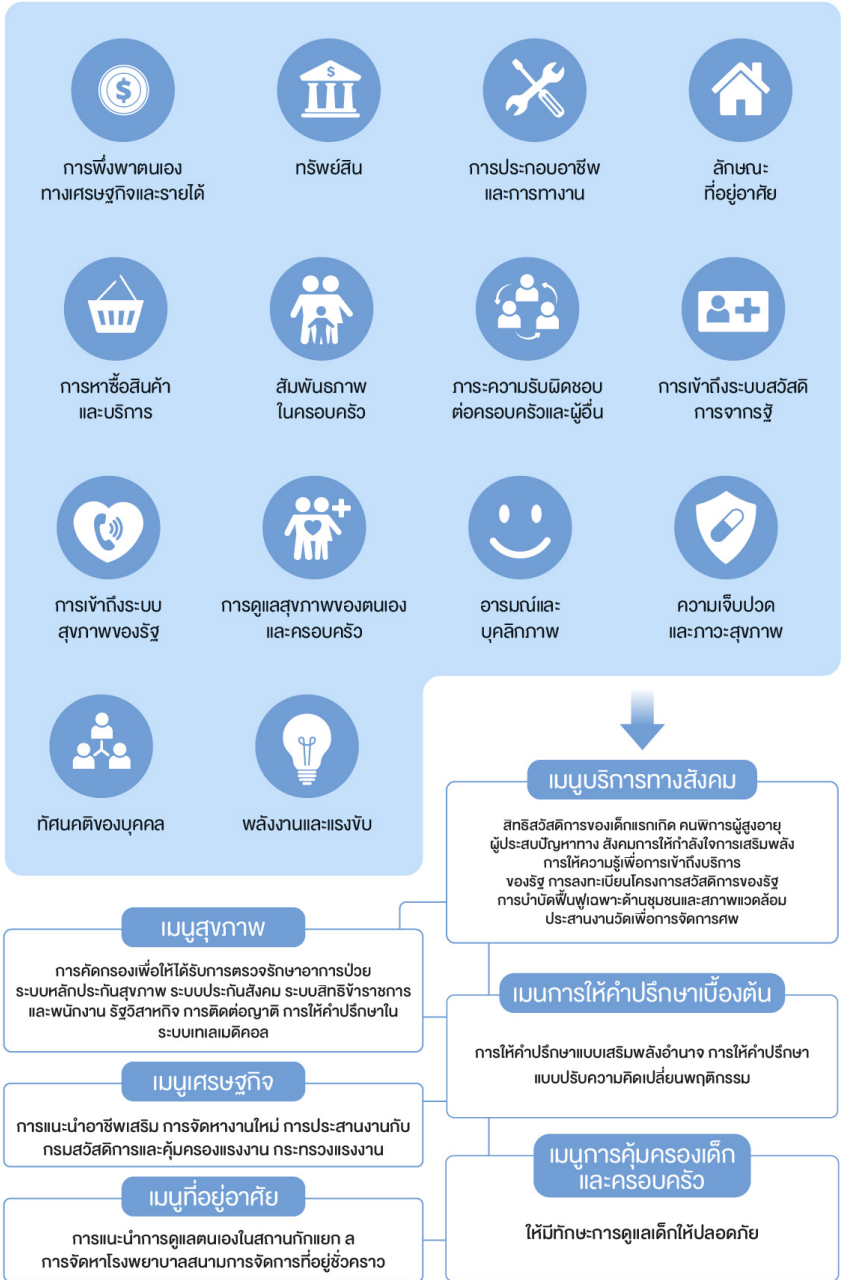 การพึ่งพาตนเอง
ทางเศรษฐกิจและรายได้
ทรัพย์สิน
การประกอบอาชีพ
และการทางาน
ลักษณะ
ที่อยู่อาศัย
การหาซื้อสินค้า
และบริการ
สัมพันธภาพ
ในครอบครัว
ภาระความรับผิดชอบ
ต่อครอบครัวและผู้อื่น
การเข้าถึงระบบสวัสดิ
การจากรัฐ
การเข้าถึงระบบ
สุขภาพของรัฐ
การดูแลสุขภาพของตนเอง
และครอบครัว
อารมณ์และ
บุคลิกภาพ
ความเจ็บปวด
และภาวะสุขภาพ
ทัศนคติของบุคคล
พลังงานและแรงขับ
เมนูบริการทางสังคม
สิทธิสวัสดิการของเด็กแรกเกิด คนพิการผู้สูงอายุ
ผู้ประสบปัญหาทาง สังคมการให้กำลังใจการเสริมพลัง
การให้ความรู้เพื่อการเข้าถึงบริการ
ของรัฐ การลงทะเบียนโครงการสวัสดิการของรัฐ
การบำบัดฟื้นฟูเฉพาะด้านชุมชนและสภาพแวดล้อม
ประสานงานวัดเพื่อการจัดการศพ
เมนูสุขภาพ
การคัดกรองเพื่อให้ได้รับการตรวจรักษาอาการป่วย
ระบบหลักประกันสุขภาพ ระบบประกันสังคม ระบบสิทธิข้าราชการ
และพนักงาน รัฐวิสาหกิจ การติดต่อญาติ การให้คำปรึกษาใน
ระบบเทเลเมดิคอล
เมนการให้คำปรึกษาเบื้องต้น
การให้คำปรึกษาแบบเสริมพลังอำนาจ การให้คำปรึกษา
แบบปรับความคิดเปลี่ยนพฤติกรรม
เมนูเศรษฐกิจ
การแนะนำอาชีพเสริม การจัดหางานใหม่ การประสานงานกับ
กรมสวัสดิการและคุ้มครองแรงงาน กระทรวงแรงงาน
เมนูการคุ้มครองเด็ก
และครอบครัว
ให้มีทักษะการดูแลเด็กให้ปลอดภัย
เมนูที่อยู่อาศัย
การแนะนำการดูแลตนเองในสถานกักแยก ล
การจัดหาโรงพยาบาลสนามการจัดการที่อยู่ชั่วคราว